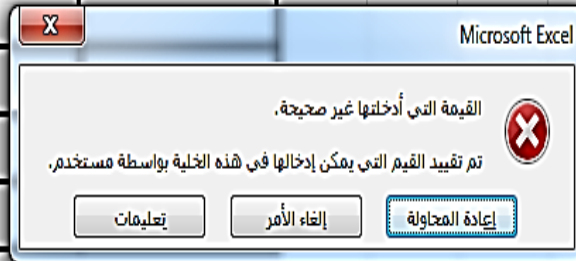 Microsoft Excel
القيمة التي أدخلتها غير صحيحة.
تم تقييد القيم التي يمكن إدخالها في هذه الخلية بواسطة مستخدم.
إعادة المحاولة
إلغاء الأمر
تعليمات